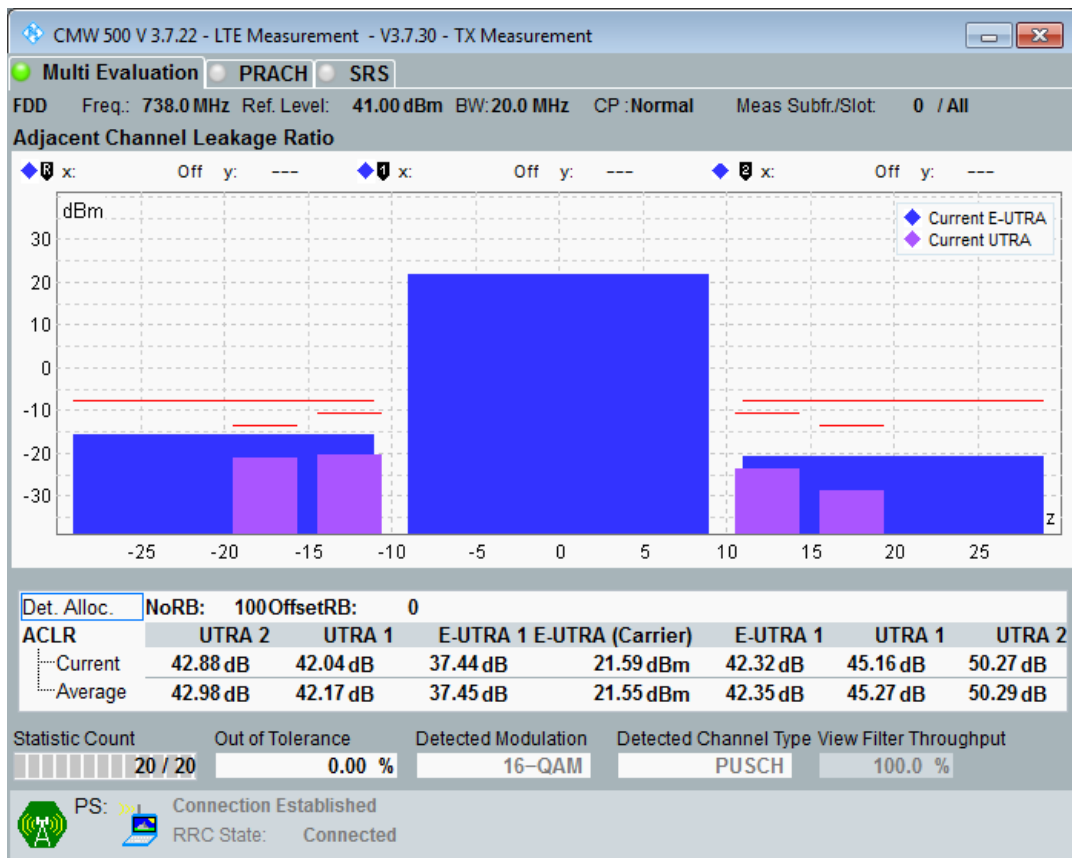 CMW 500 V 3.7.22 - LTE Measurement - V3.7.30 - TX Measurement
Multi Evaluation PRACH SRS
FDD Freq.: 738.0 MHz Ref. Level: 41.00 dBm BW: 20.0 MHz CP : Normal Meas Subfr./Slot: 0 / All
Adjacent Channel Leakage Ratio
R x: Off y: --- 1 x: Off y: --- 2 x: Off y: ---
dBm
Current E-UTRA
Current UTRA
30
20
10
0
-10
-20
-30
z
-25 -20 -15 -10 -5 0 5 10 15 20 25
Det. Alloc. NoRB: 100 OffsetRB: 0
ACLR UTRA 2 UTRA 1 E-UTRA 1 E-UTRA (Carrier) E-UTRA 1 UTRA 1 UTRA 2
Current 42.88 dB 42.04 dB 37.44 dB 21.59 dBm 42.32 dB 45.16 dB 50.27 dB
Average 42.98 dB 42.17 dB 37.45 dB 21.55 dBm 42.35 dB 45.27 dB 50.29 dB
Statistic Count Out of Tolerance Detected Modulation Detected Channel Type View Filter Throughput
20 / 20 0.00 % 16-QAM PUSCH 100.0 %
PS: Connection Established
RRC State: Connected